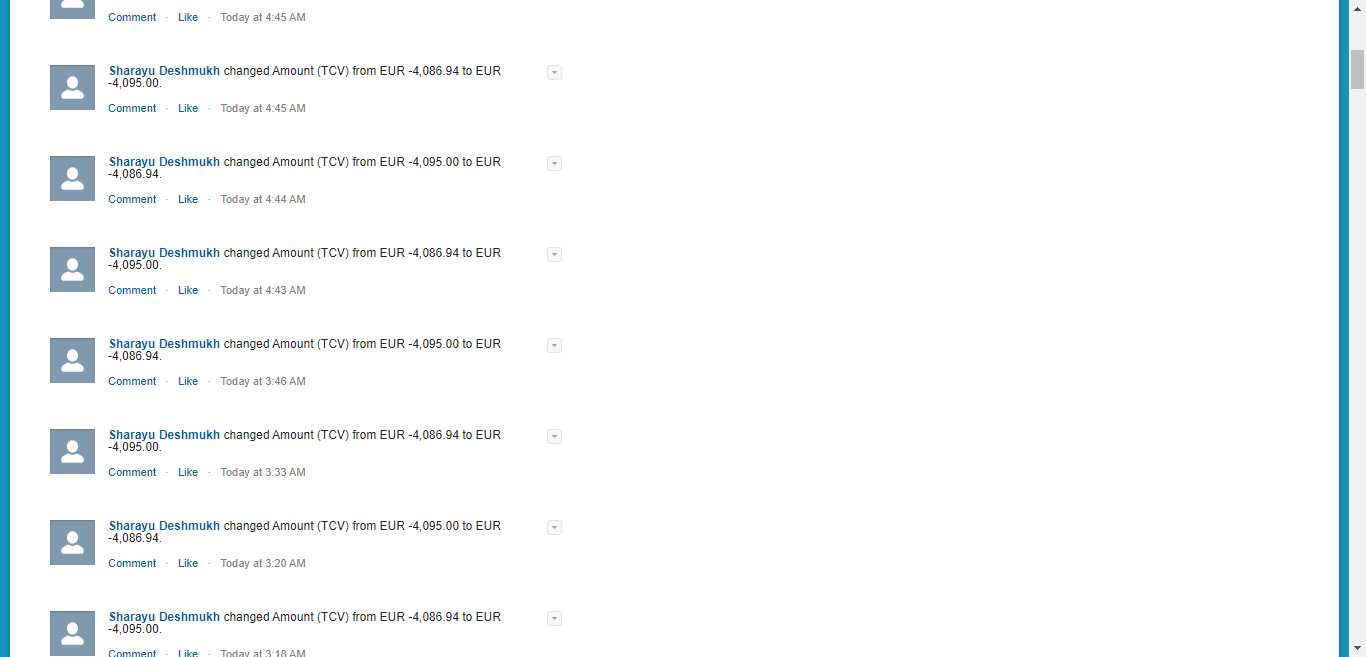 Comment · Like · Today at 4:45 AM
Sharayu Deshmukh changed Amount (TCV) from EUR -4,086.94 to EUR
-4,095.00.
Comment · Like · Today at 4:45 AM
Sharayu Deshmukh changed Amount (TCV) from EUR -4,095.00 to EUR
-4,086.94.
Comment · Like · Today at 4:44 AM
Sharayu Deshmukh changed Amount (TCV) from EUR -4,086.94 to EUR
-4,095.00.
Comment · Like · Today at 4:43 AM
Sharayu Deshmukh changed Amount (TCV) from EUR -4,095.00 to EUR
-4,086.94.
Comment · Like · Today at 3:46 AM
Sharayu Deshmukh changed Amount (TCV) from EUR -4,086.94 to EUR
-4,095.00.
Comment · Like · Today at 3:33 AM
Sharayu Deshmukh changed Amount (TCV) from EUR -4,095.00 to EUR
-4,086.94.
Comment · Like · Today at 3:20 AM
Sharayu Deshmukh changed Amount (TCV) from EUR -4,086.94 to EUR
-4,095.00.
Comment · Like · Today at 3:18 AM